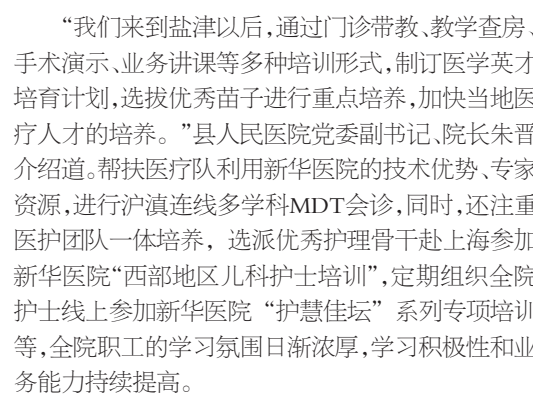 “我们来到盐津以后,通过门诊带教、教学查房、
手术演示、业务讲课等多种培训形式,制订医学英才
培育计划,选拔优秀苗子进行重点培养,加快当地医
疗人才的培养。”县人民医院党委副书记、院长朱晋
介绍道。帮扶医疗队利用新华医院的技术优势、专家
资源,进行沪滇连线多学科MDT会诊,同时,还注重
医护团队一体培养，选派优秀护理骨干赴上海参加
新华医院“西部地区儿科护士培训”,定期组织全院
护士线上参加新华医院“护慧佳坛”系列专项培训
等,全院职工的学习氛围日渐浓厚,学习积极性和业
务能力持续提高。